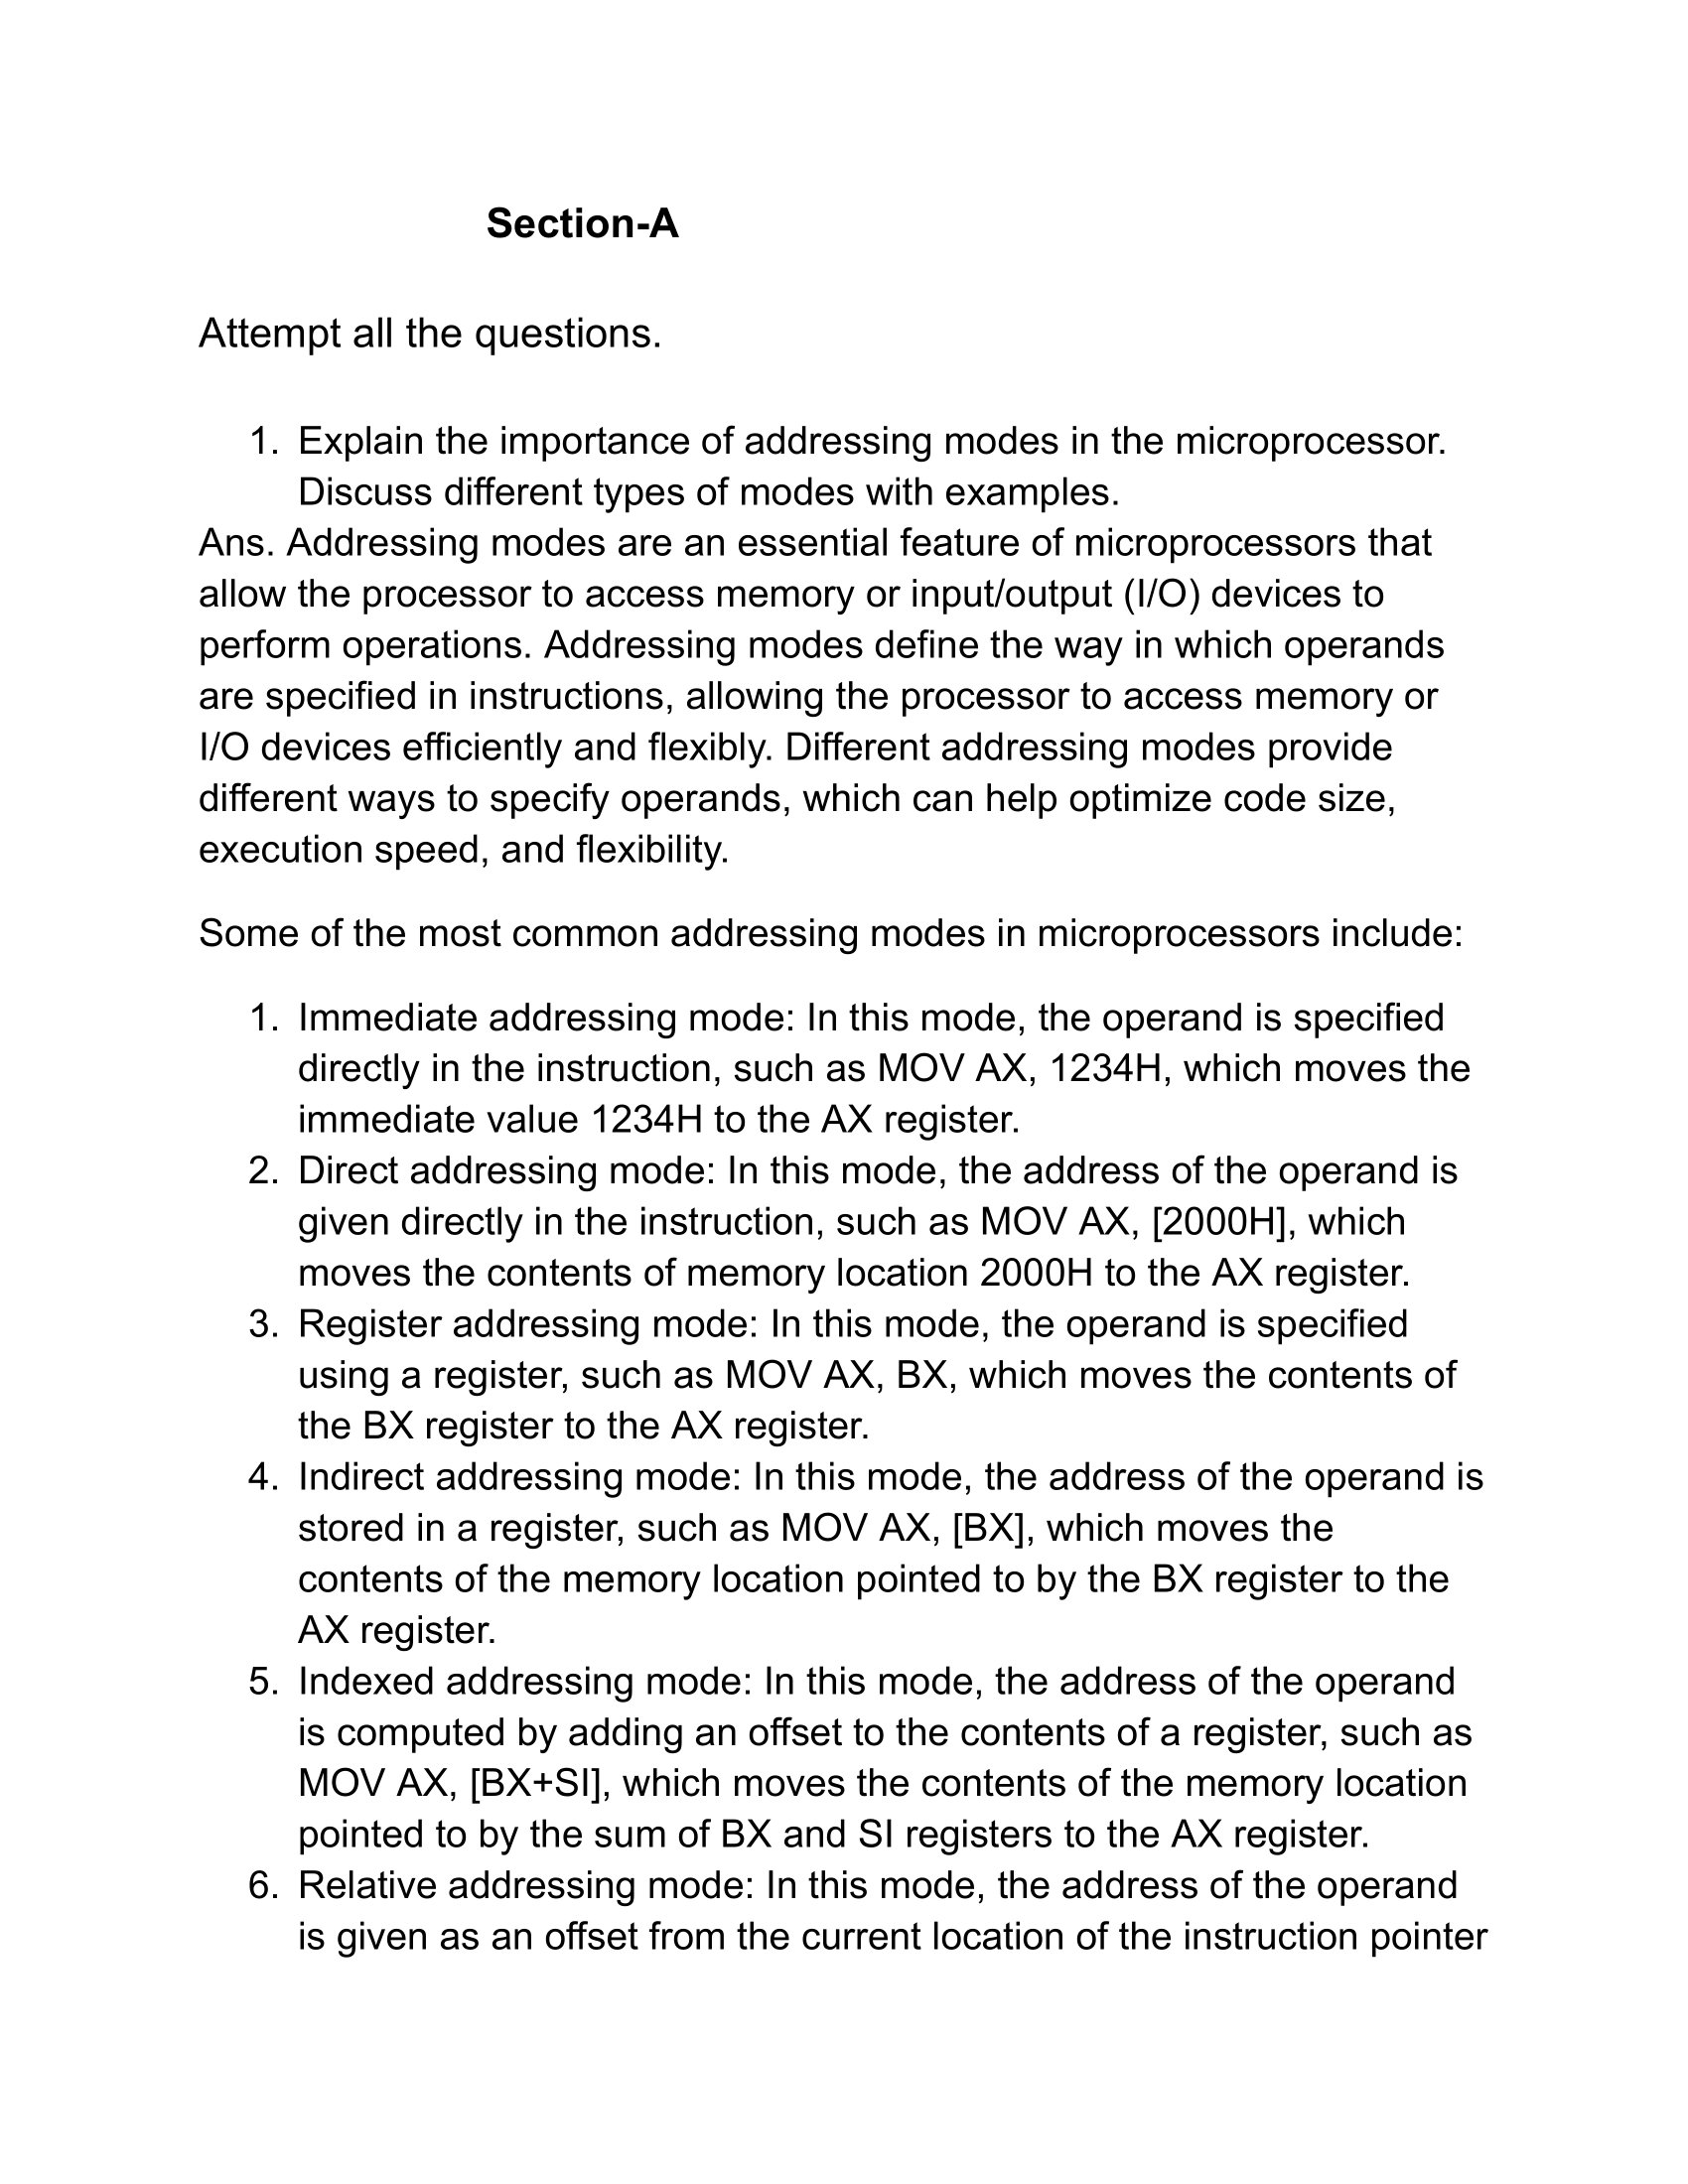 Section-A
Attempt all the questions.
1. Explain the importance of addressing modes in the microprocessor.
Discuss different types of modes with examples.
Ans. Addressing modes are an essential feature of microprocessors that
allow the processor to access memory or input/output (I/O) devices to
perform operations. Addressing modes define the way in which operands
are specified in instructions, allowing the processor to access memory or
I/O devices efficiently and flexibly. Different addressing modes provide
different ways to specify operands, which can help optimize code size,
execution speed, and flexibility.
Some of the most common addressing modes in microprocessors include:
1. Immediate addressing mode: In this mode, the operand is specified
directly in the instruction, such as MOV AX, 1234H, which moves the
immediate value 1234H to the AX register.
2. Direct addressing mode: In this mode, the address of the operand is
given directly in the instruction, such as MOV AX, [2000H], which
moves the contents of memory location 2000H to the AX register.
3. Register addressing mode: In this mode, the operand is specified
using a register, such as MOV AX, BX, which moves the contents of
the BX register to the AX register.
4. Indirect addressing mode: In this mode, the address of the operand is
stored in a register, such as MOV AX, [BX], which moves the
contents of the memory location pointed to by the BX register to the
AX register.
5. Indexed addressing mode: In this mode, the address of the operand
is computed by adding an offset to the contents of a register, such as
MOV AX, [BX+SI], which moves the contents of the memory location
pointed to by the sum of BX and SI registers to the AX register.
6. Relative addressing mode: In this mode, the address of the operand
is given as an offset from the current location of the instruction pointer